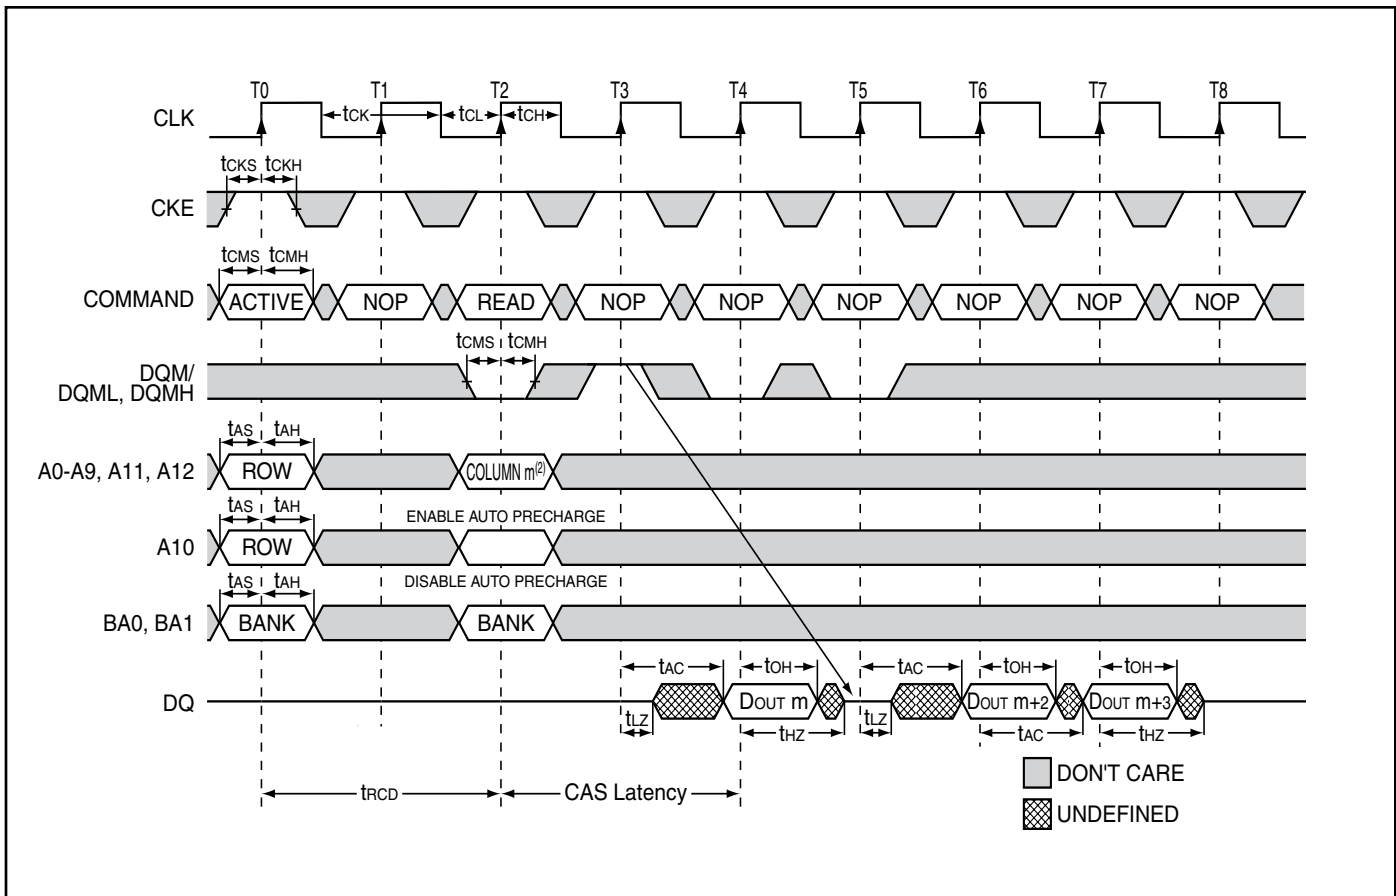 T0 T1 T2 T3 T4 T5 T6 T7 T8
CLK
tCK tCL tCH
tCKS tCKH
CKE
tCMS tCMH
COMMAND ACTIVE NOP READ NOP NOP NOP NOP NOP NOP
tCMS tCMH
DQM/
DQML, DQMH
tAS tAH
A0-A9, A11, A12 ROW COLUMN m(2)
tAS tAH ENABLE AUTO PRECHARGE
A10 ROW
tAS tAH DISABLE AUTO PRECHARGE
BA0, BA1 BANK BANK
tAC tOH tAC tOH tOH
DQ DOUT m DOUT m+2 DOUT m+3
tLZ tHZ tLZ tAC tHZ
DON'T CARE
tRCD CAS Latency
UNDEFINED